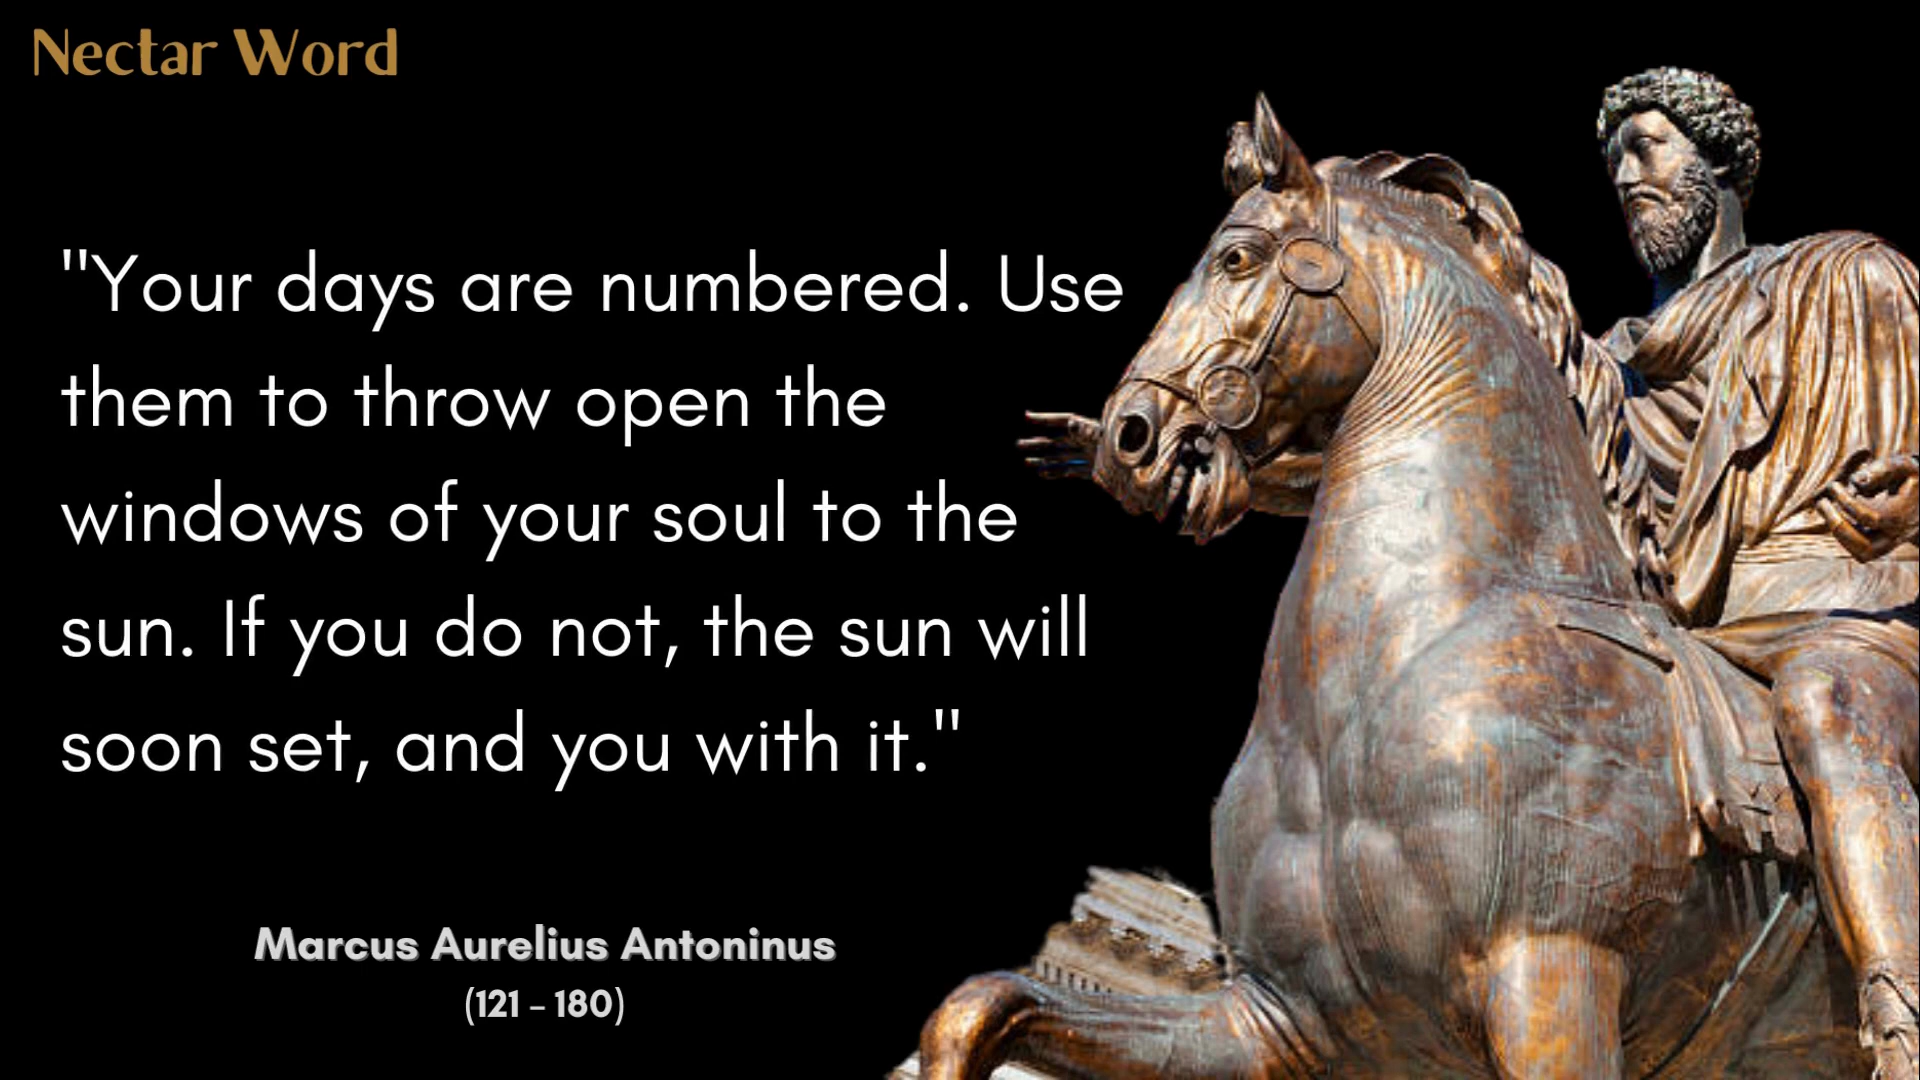 Nectar Word
"Your days are numbered. Use
them to throw open the
windows of your soul to the
sun. If you do not, the sun will
soon set, and you with it."
Marcus Aurelius Antoninus
(121 – 180)